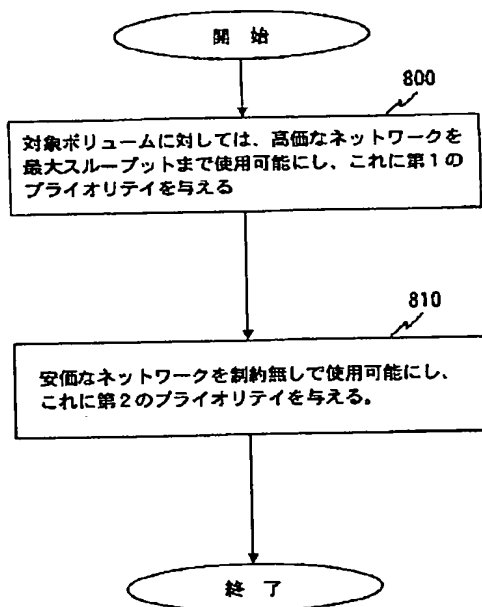 開 始
800
対象ボリュームに対しては、高価なネットワークを
最大スループットまで使用可能にし、これに第1の
プライオリテイを与える
810
安価なネットワークを制約無しで使用可能にし、
これに第2のプライオリテイを与える。
終 了